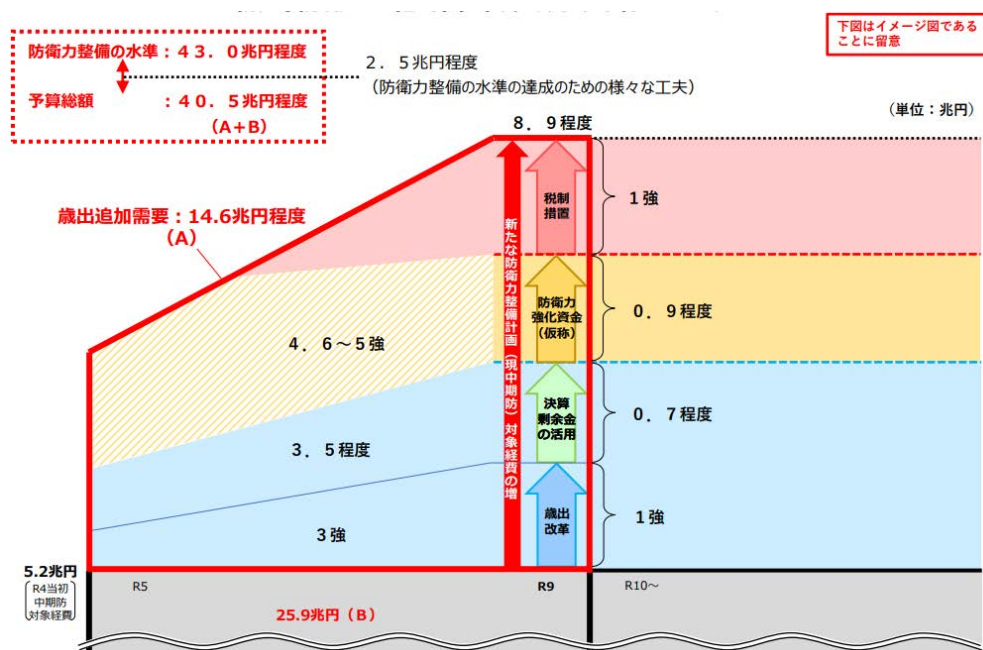 下図はイメージ図である
ことに留意
防衛力整備の水準：４３．０兆円程度
２．５兆円程度
（防衛力整備の水準の達成のための様々な工夫）
予算総額　　　：４０．５兆円程度
（A＋B）
（単位：兆円）
８．９程度
歳出追加需要：14.6兆円程度
（A）
新たな防衛力整備計画（現中期防）対象経費の増
税制
措置
１強
防衛力
強化資金
（仮称）
０．９程度
４．６～５強
決算
剰余金
の活用
０．７程度
３．５程度
歳出
改革
１強
３強
5.2兆円
R4当初
中期防
対象経費
R5
R9
R10～
25.9兆円（B）